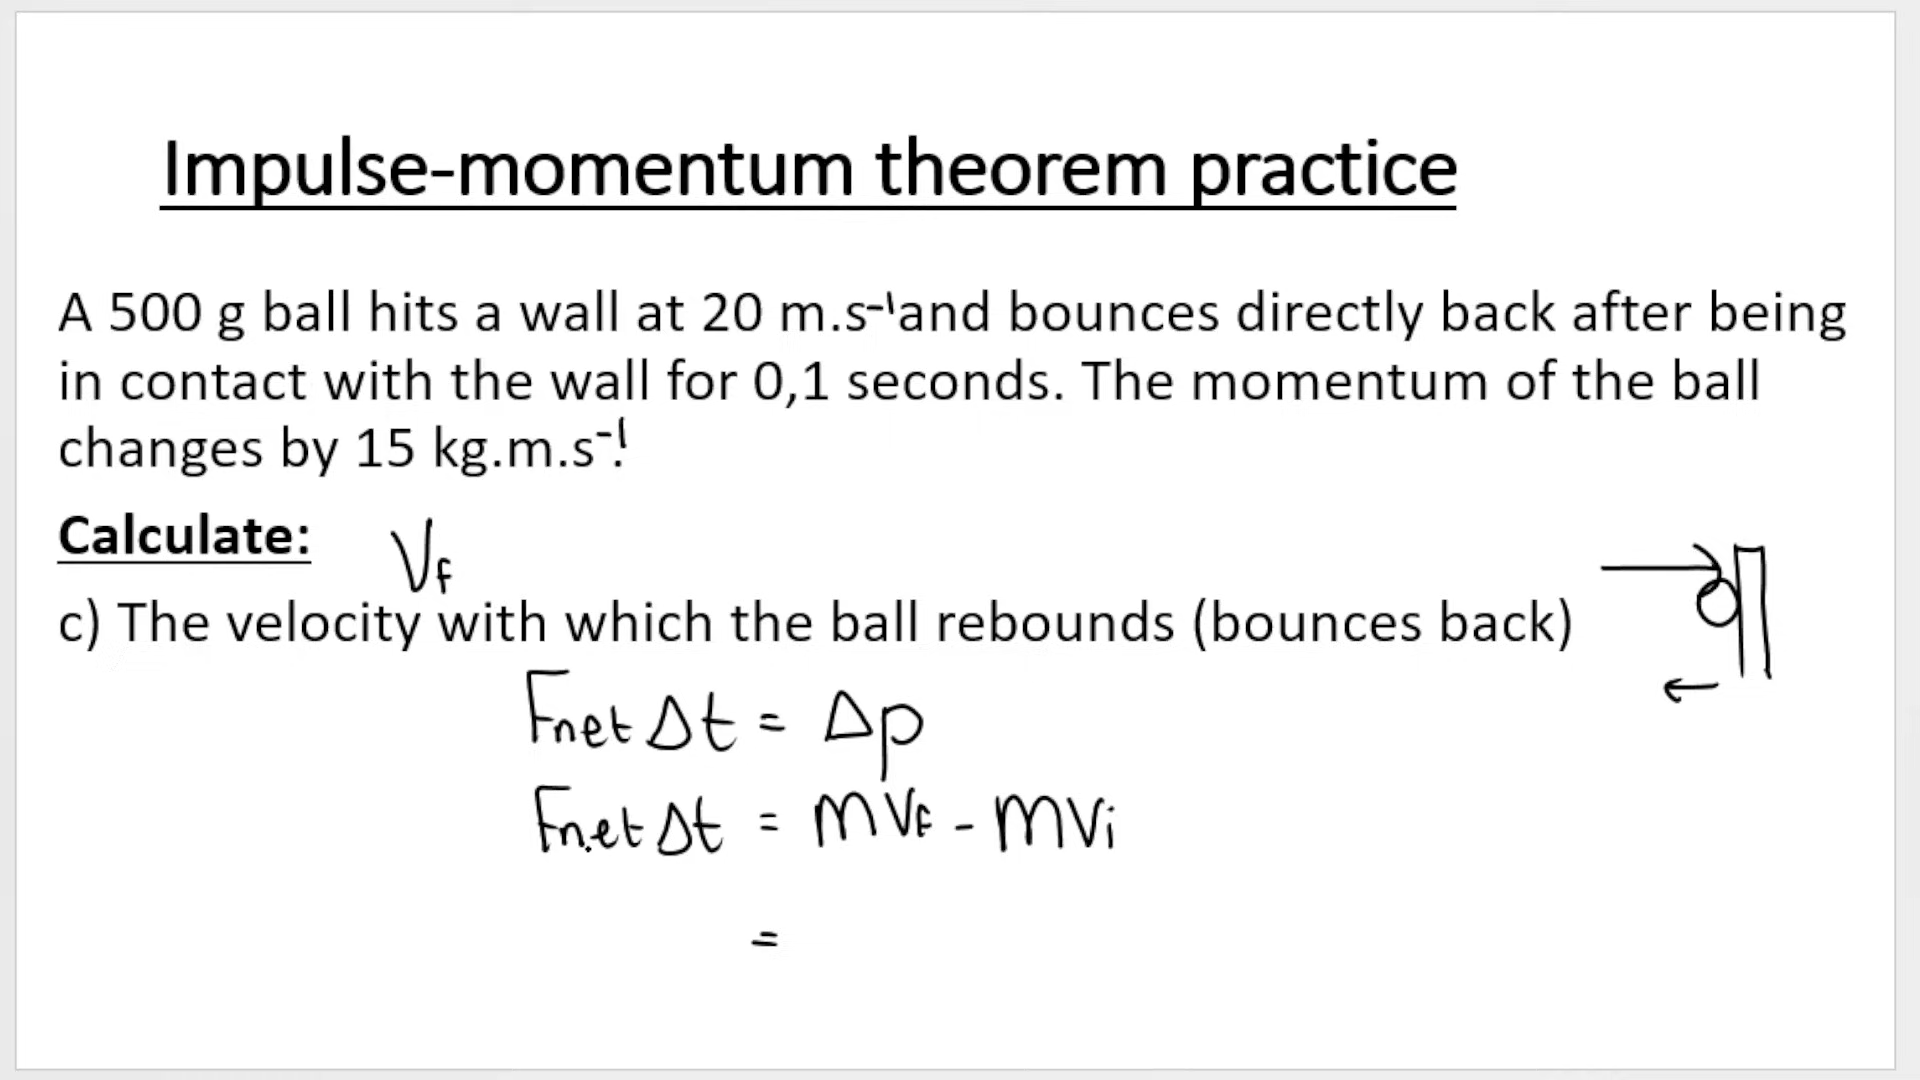 Impulse-momentum theorem practice
A 500 g ball hits a wall at 20 m.s⁻¹and bounces directly back after being
in contact with the wall for 0,1 seconds. The momentum of the ball
changes by 15 kg.m.s⁻¹.
Calculate:
VF
c) The velocity with which the ball rebounds (bounces back)
Fnet Δt = Δp
Fnet Δt = mVF - mVi
=